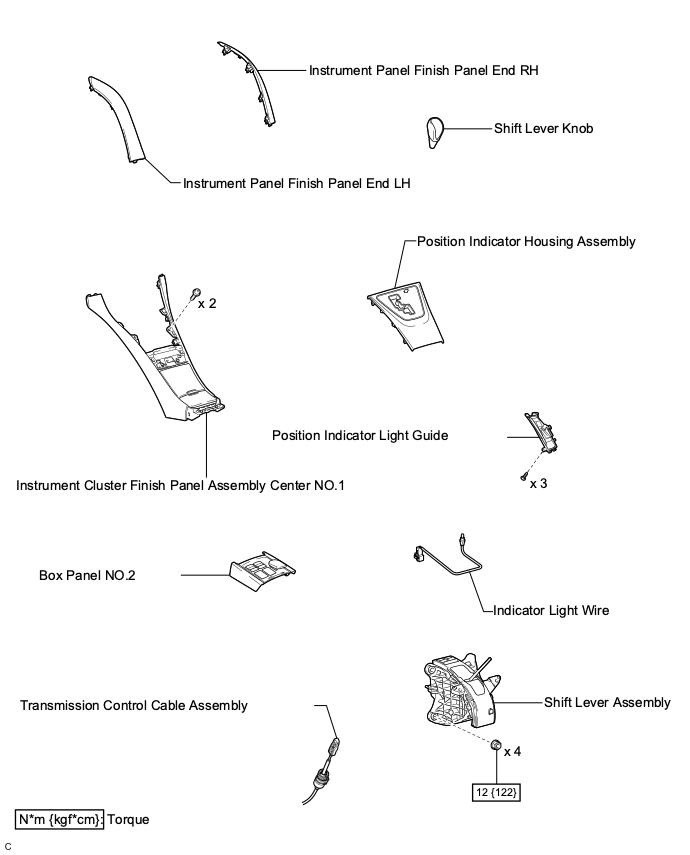 Instrument Panel Finish Panel End RH
Shift Lever Knob
Instrument Panel Finish Panel End LH
Position Indicator Housing Assembly
x 2
Position Indicator Light Guide
x 3
Instrument Cluster Finish Panel Assembly Center NO.1
Box Panel NO.2
Indicator Light Wire
Transmission Control Cable Assembly
Shift Lever Assembly
x 4
12 {122}
N*m {kgf*cm}: Torque
C